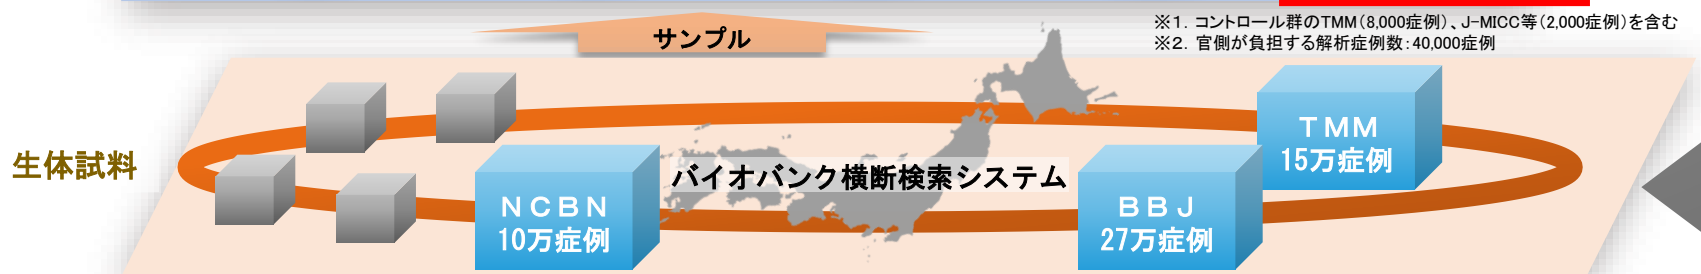 ※1. コントロール群のTMM(8,000症例)、J-MICC等(2,000症例)を含む
※2. 官側が負担する解析症例数:40,000症例
サンプル
生体試料
バイオバンク横断検索システム
TMM
15万症例
NCBN
10万症例
BBJ
27万症例